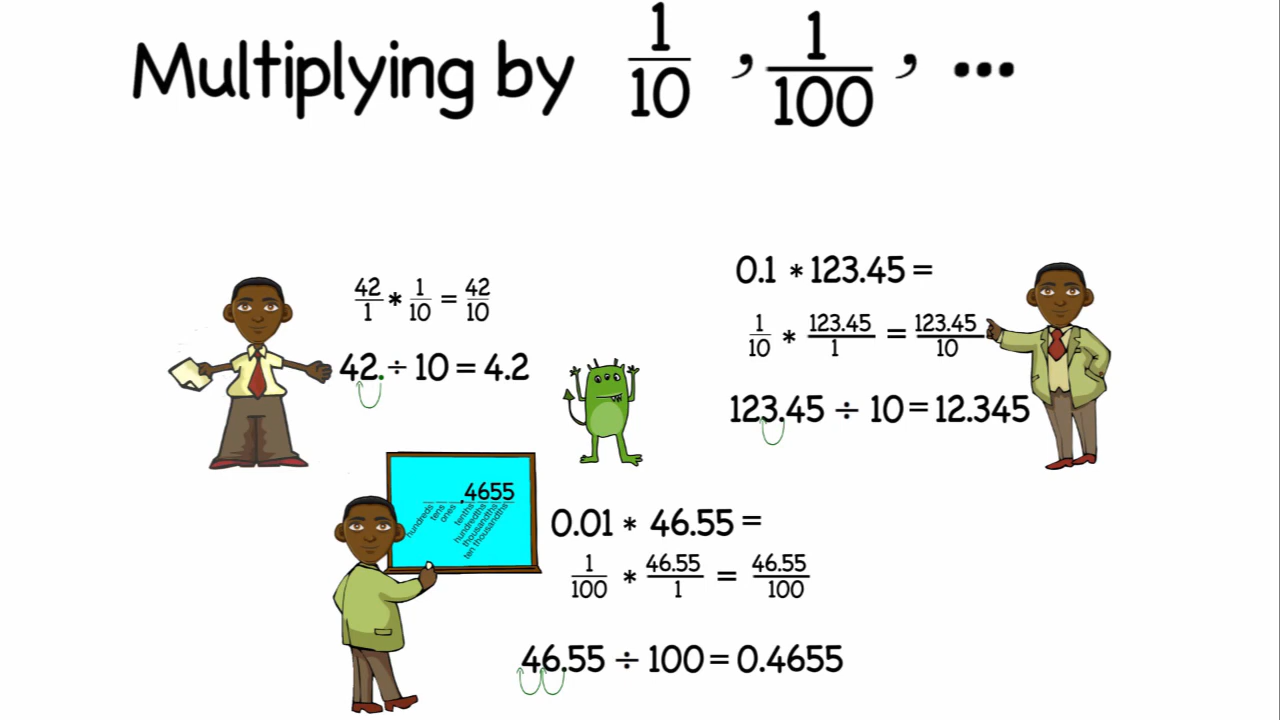 Multiplying by 1/10 , 1/100 , ...
42/1 * 1/10 = 42/10
42. ÷ 10 = 4.2
0.1 * 123.45 =
1/10 * 123.45/1 = 123.45/10
123.45 ÷ 10 = 12.345
.4655
hundreds
tens
ones
tenths
hundredths
thousandths
ten thousandths
0.01 * 46.55 =
1/100 * 46.55/1 = 46.55/100
46.55 ÷ 100 = 0.4655